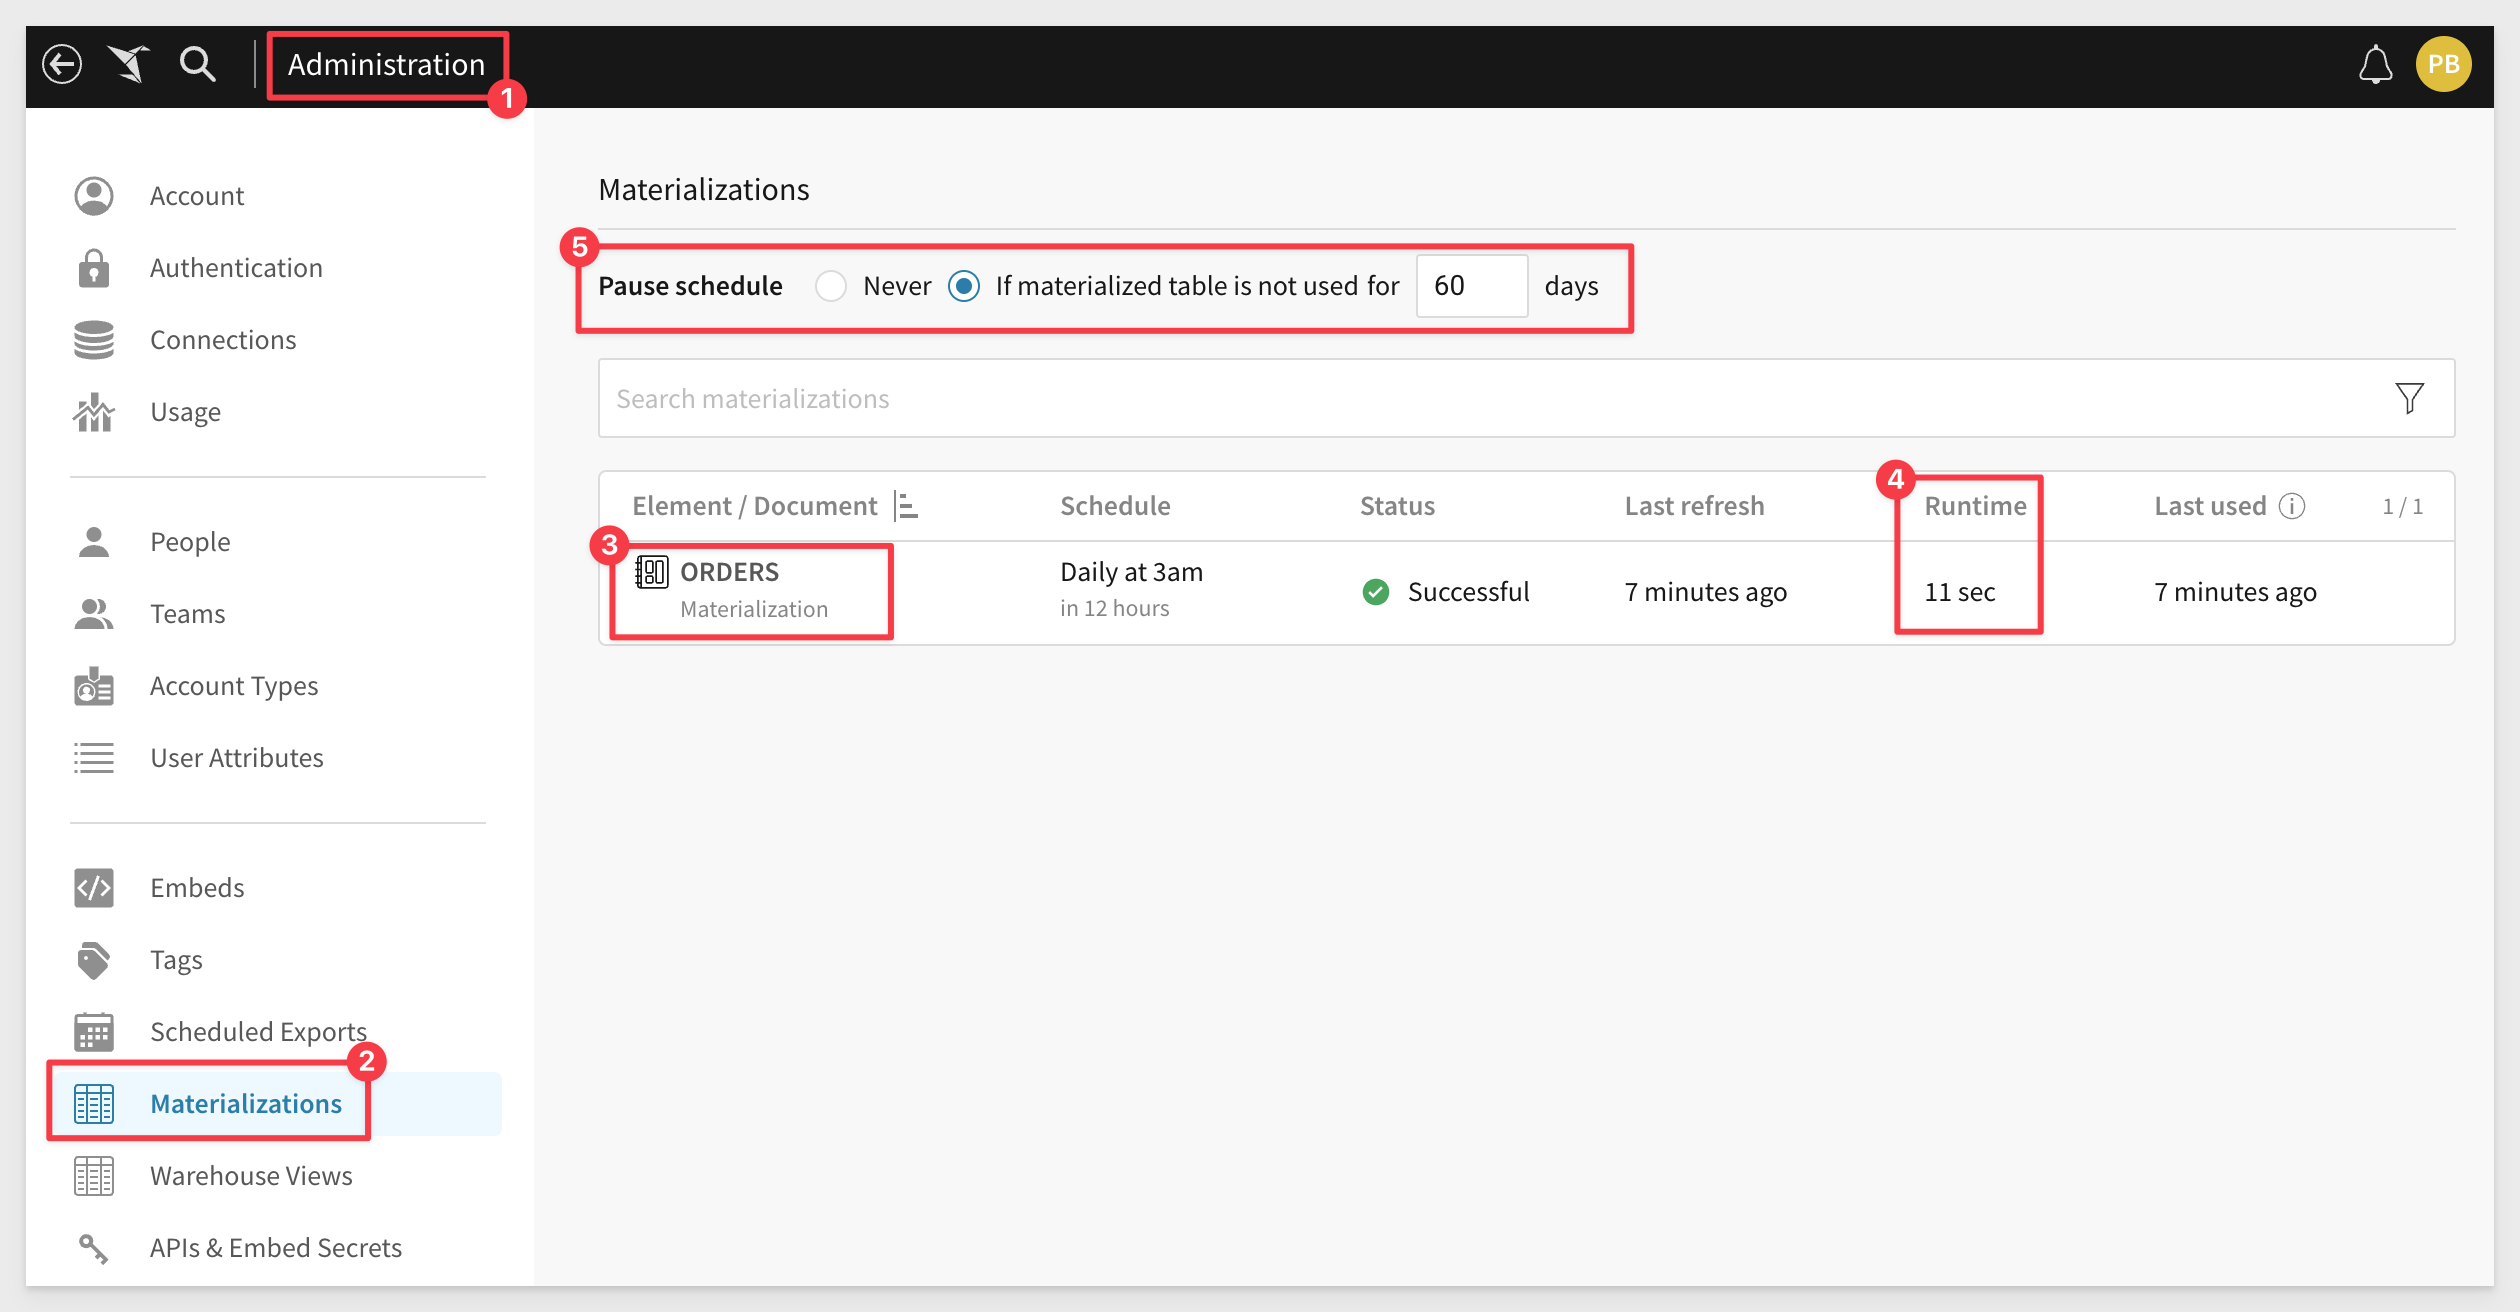 Administration
1
PB
Account
Authentication
Connections
Usage
People
Teams
Account Types
User Attributes
Embeds
Tags
Scheduled Exports
2
Materializations
Warehouse Views
APIs & Embed Secrets
Materializations
5
Pause schedule Never If materialized table is not used for 60 days
Search materializations
4
Element / Document Schedule Status Last refresh Runtime Last used 1 / 1
3
ORDERS Daily at 3am Successful 7 minutes ago 11 sec 7 minutes ago
Materialization in 12 hours